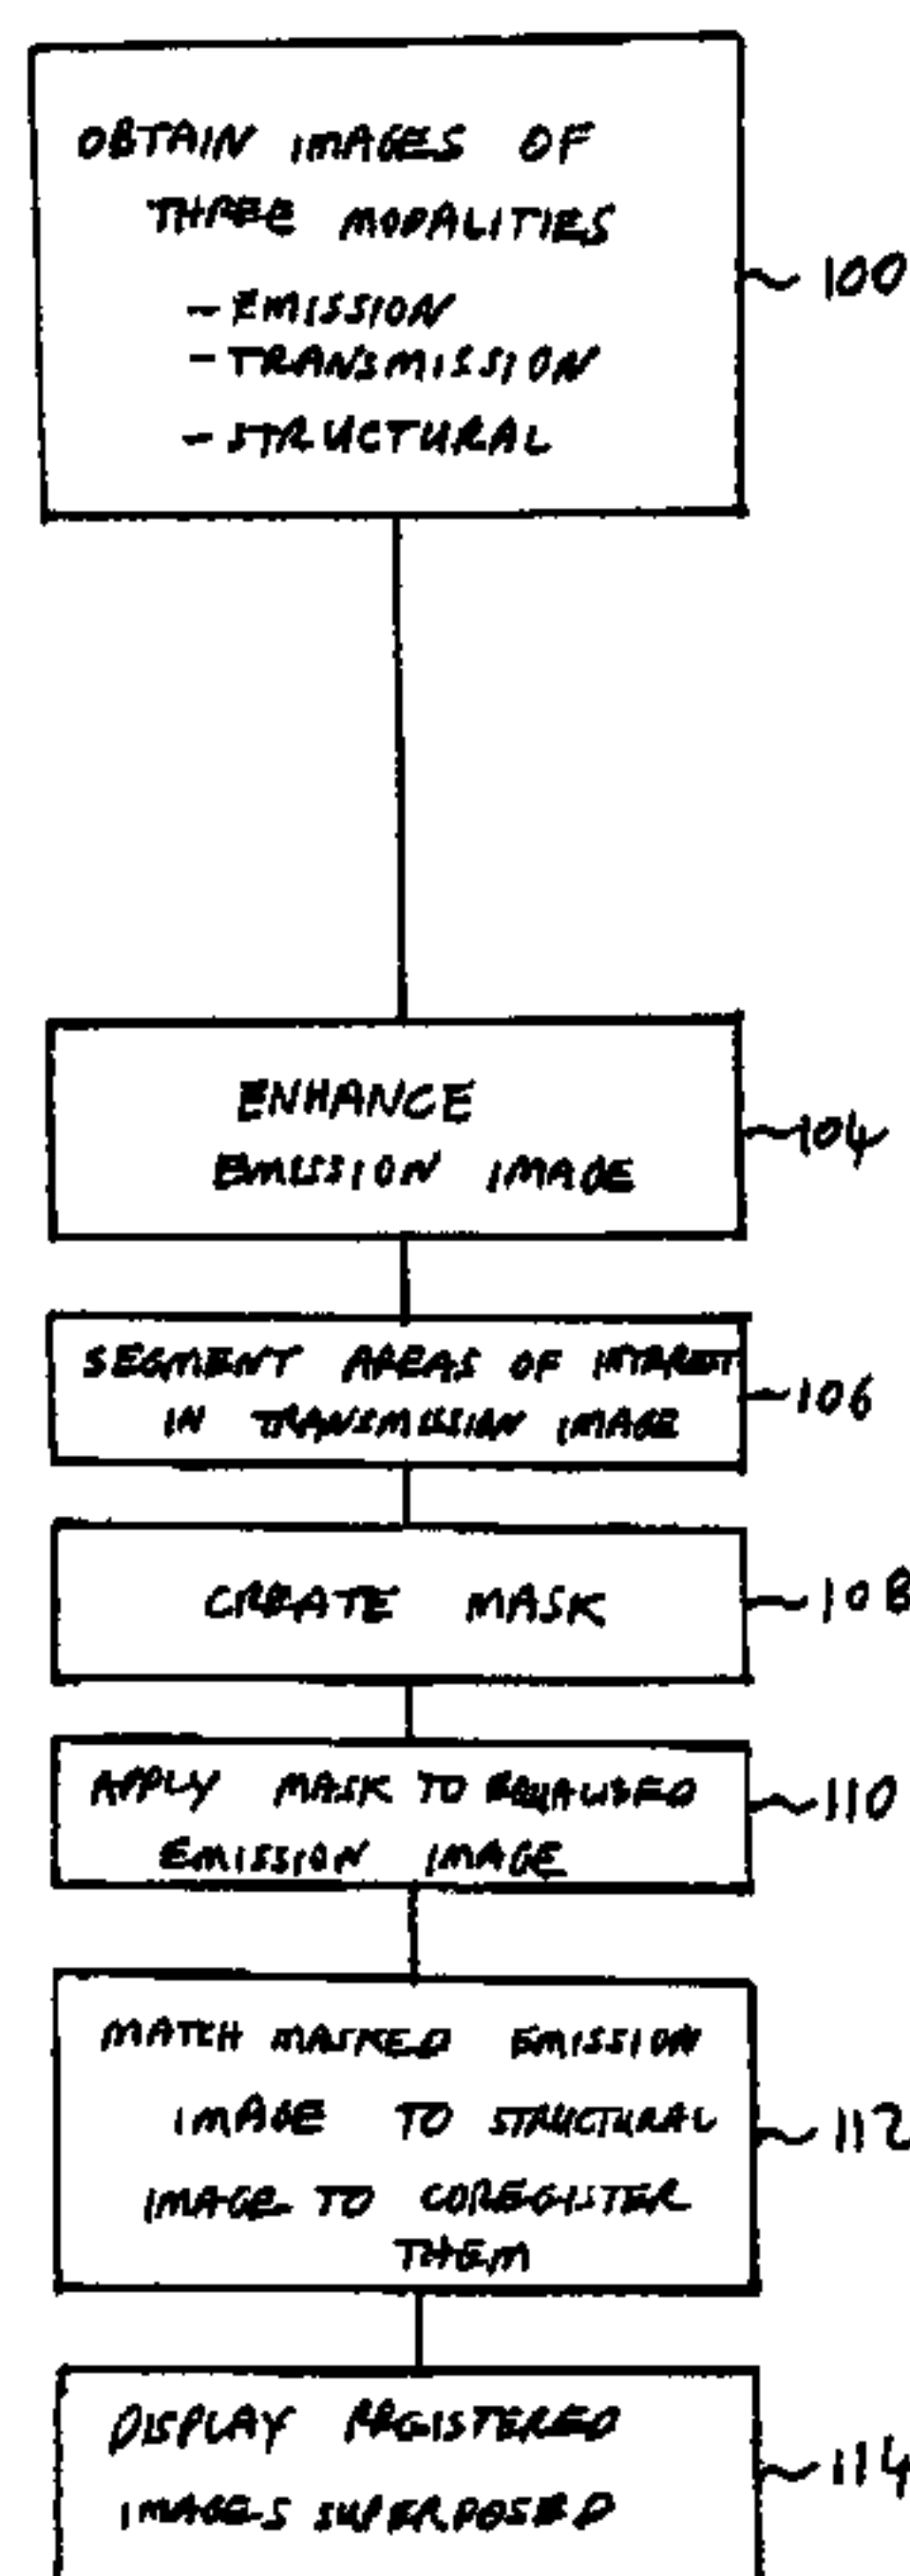 OBTAIN IMAGES OF
THREE MODALITIES
- EMISSION
- TRANSMISSION
- STRUCTURAL
100
ENHANCE
EMISSION IMAGE
104
SEGMENT AREAS OF INTEREST
IN TRANSMISSION IMAGE
106
CREATE MASK
108
APPLY MASK TO EQUALISED
EMISSION IMAGE
110
MATCH MASKED EMISSION
IMAGE TO STRUCTURAL
IMAGE TO COREGISTER
THEM
112
DISPLAY REGISTERED
IMAGES SUPERPOSED
114